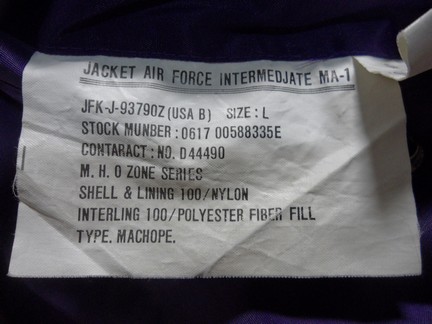 JACKET AIR FORCE INTERMEDJATE MA-1
JFK-J-93790Z (USA B) SIZE : L
STOCK MUNBER : 0617 00588335E
CONTARACT : NO. D44490
M. H. O ZONE SERIES
SHELL & LINING 100/NYLON
INTERLING 100/POLYESTER FIBER FILL
TYPE. MACHOPE.